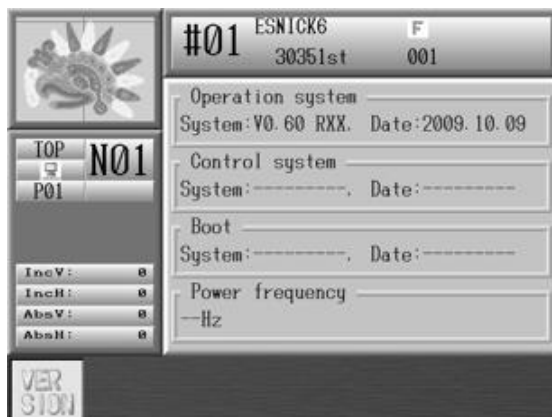 #01 ESNICK6 F
30351st 001
Operation system
System:V0.60 RXX. Date:2009.10.09
TOP N01
P01
Control system
System:---------. Date:---------
Boot
System:---------. Date:---------
IncV: 0
IncH: 0
AbsV: 0
AbsH: 0
Power frequency
--Hz
VER
SION